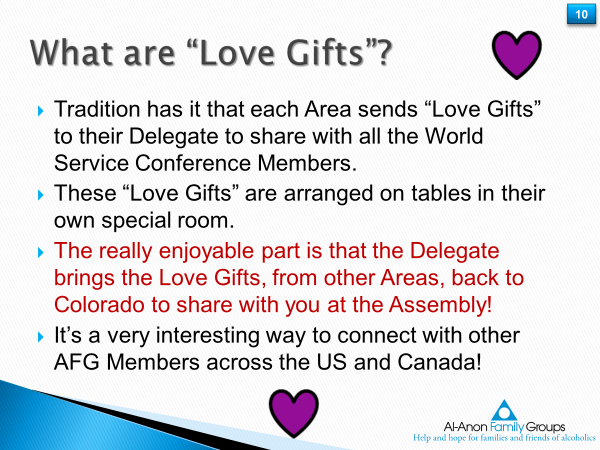 10
What are “Love Gifts”?
Tradition has it that each Area sends “Love Gifts”
to their Delegate to share with all the World
Service Conference Members.
These “Love Gifts” are arranged on tables in their
own special room.
The really enjoyable part is that the Delegate
brings the Love Gifts, from other Areas, back to
Colorado to share with you at the Assembly!
It’s a very interesting way to connect with other
AFG Members across the US and Canada!
Al-Anon Family Groups
Help and hope for families and friends of alcoholics